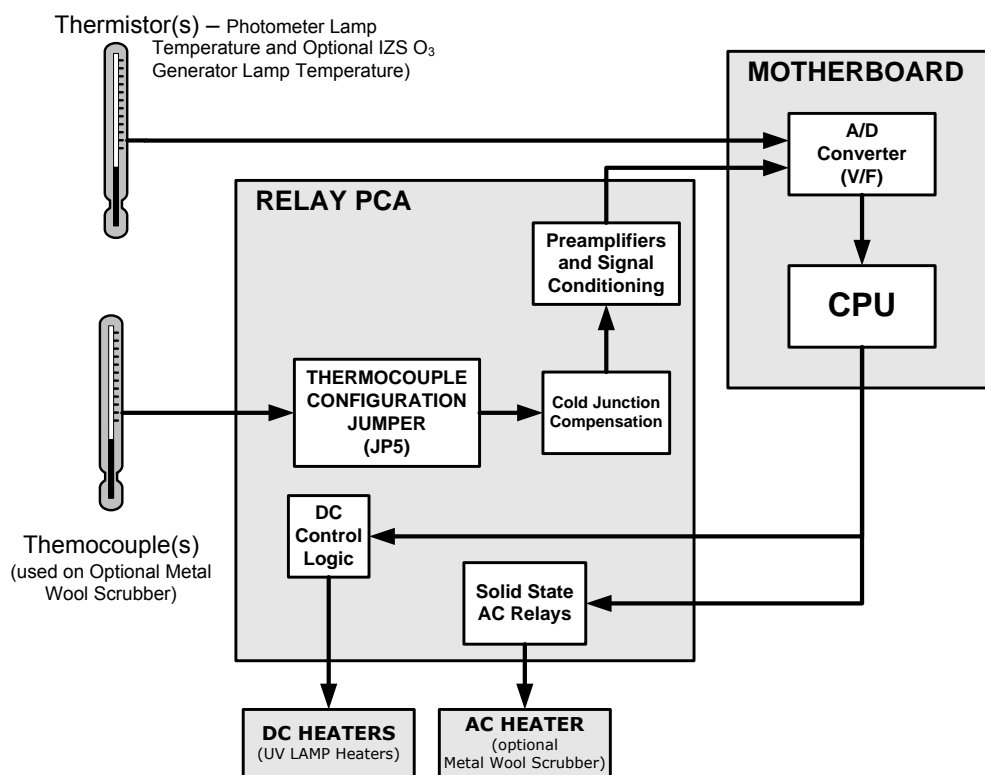 Thermistor(s) – Photometer Lamp
Temperature and Optional IZS O₃
Generator Lamp Temperature)
MOTHERBOARD
A/D
Converter
(V/F)
RELAY PCA
Preamplifiers
and Signal
Conditioning
CPU
THERMOCOUPLE
CONFIGURATION
JUMPER
(JP5)
Cold Junction
Compensation
DC
Control
Logic
Themocouple(s)
(used on Optional Metal
Wool Scrubber)
Solid State
AC Relays
DC HEATERS
(UV LAMP Heaters)
AC HEATER
(optional
Metal Wool Scrubber)